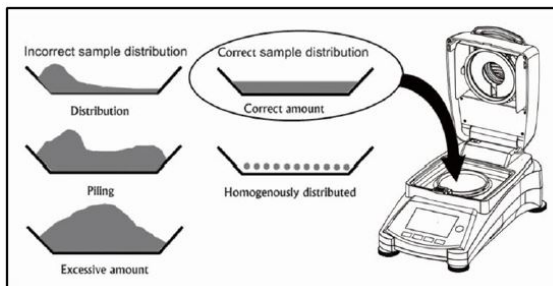 Incorrect sample distribution
Distribution
Piling
Excessive amount
Correct sample distribution
Correct amount
Homogenously distributed